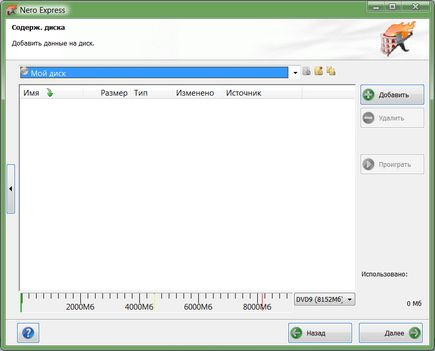 Nero Express
Содерж. диска
Добавить данные на диск.
Мой диск
Имя Размер Тип Изменено Источник
Добавить
Удалить
Проиграть
Использовано:
0 Мб
2000Мб 4000Мб 6000Мб 8000Мб DVD9 (8152Мб)
Назад Далее